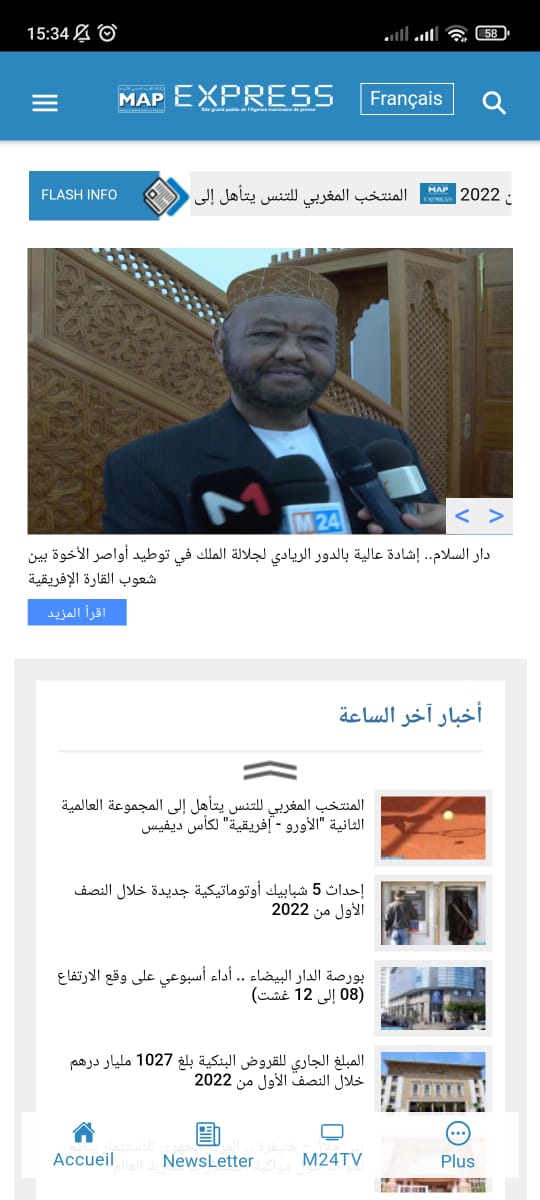 15:34
58
MAP
EXPRESS
Site grand public de l'Agence marocaine de presse
Français
FLASH INFO
المنتخب المغربي للتنس يتأهل إلى
MAP
EXPRESS
ن 2022
M 24
< >
دار السلام.. إشادة عالية بالدور الريادي لجلالة الملك في توطيد أواصر الأخوة بين
شعوب القارة الإفريقية
اقرأ المزيد
أخبار آخر الساعة
المنتخب المغربي للتنس يتأهل إلى المجموعة العالمية
الثانية "الأورو - إفريقية" لكأس ديفيس
إحداث 5 شبابيك أوتوماتيكية جديدة خلال النصف
الأول من 2022
بورصة الدار البيضاء .. أداء أسبوعي على وقع الارتفاع
(08 إلى 12 غشت)
المبلغ الجاري للقروض البنكية بلغ 1027 مليار درهم
خلال النصف الأول من 2022
Accueil
NewsLetter
M24TV
Plus